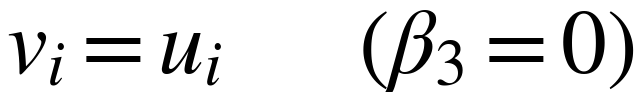 vᵢ = uᵢ (β₃ = 0)